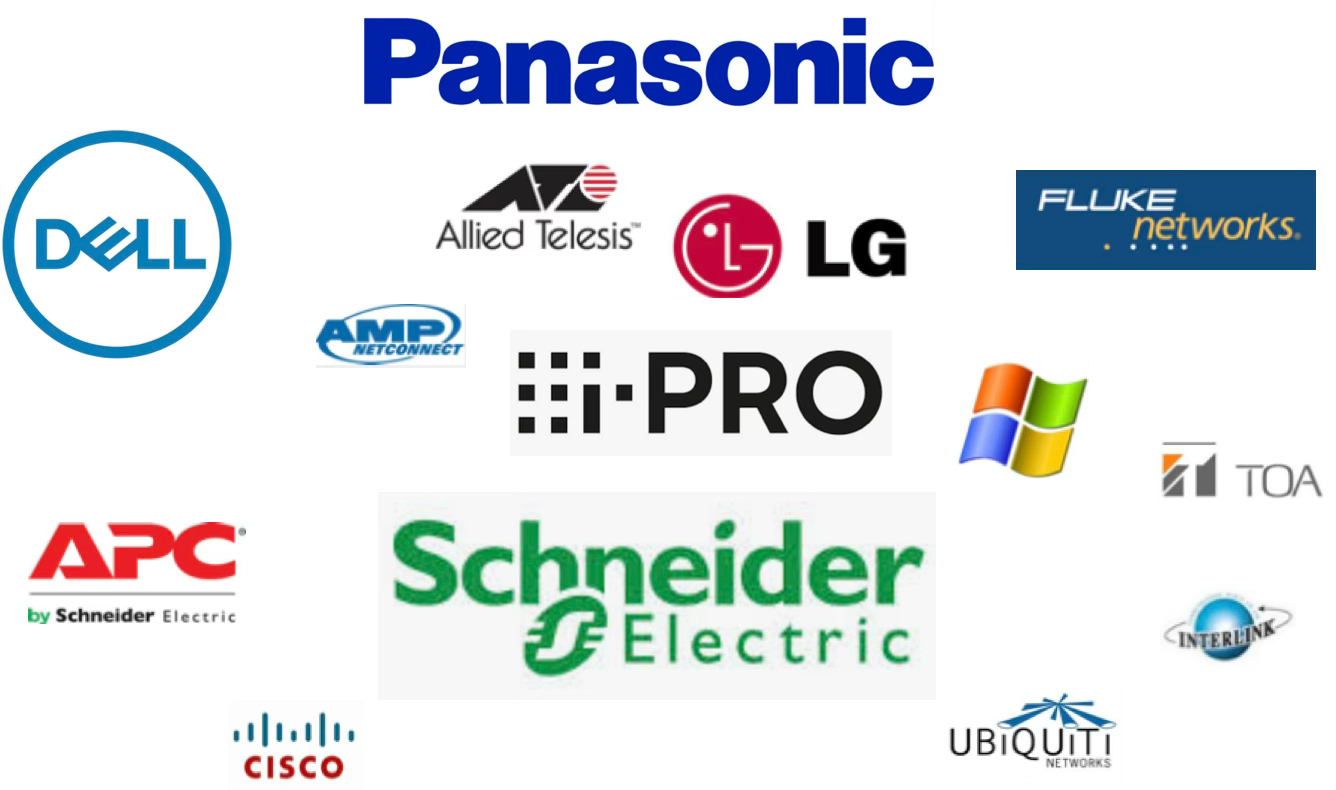 Panasonic
DELL
Allied Telesis™
LG
FLUKE
networks®
AMP
NETCONNECT
i-PRO
TOA
APC®
by Schneider Electric
Schneider
Electric
INTERLINK
CISCO
UBiQUiTi
NETWORKS